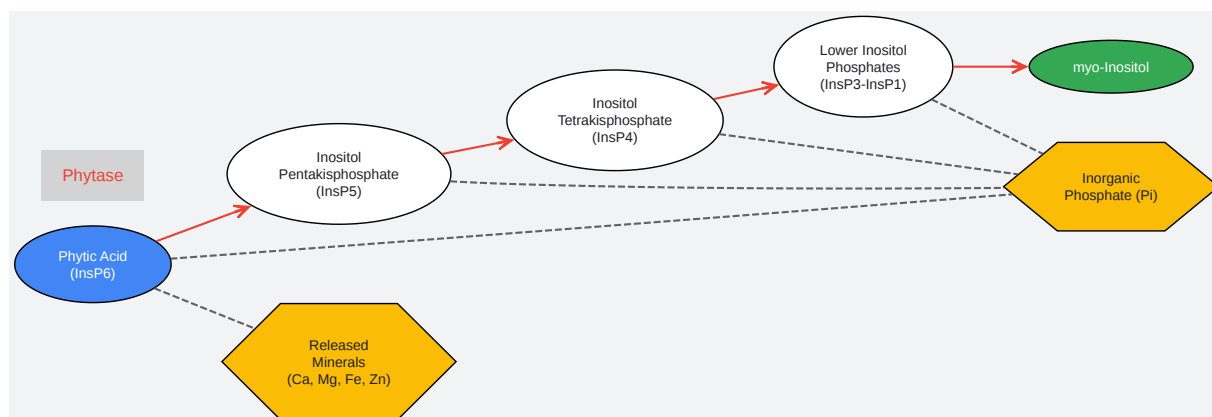 Lower Inositol
Phosphates
(InsP3-InsP1)
myo-Inositol
Inositol
Tetrakisphosphate
(InsP4)
Inositol
Pentakisphosphate
(InsP5)
Phytase
Inorganic
Phosphate (Pi)
Phytic Acid
(InsP6)
Released
Minerals
(Ca, Mg, Fe, Zn)